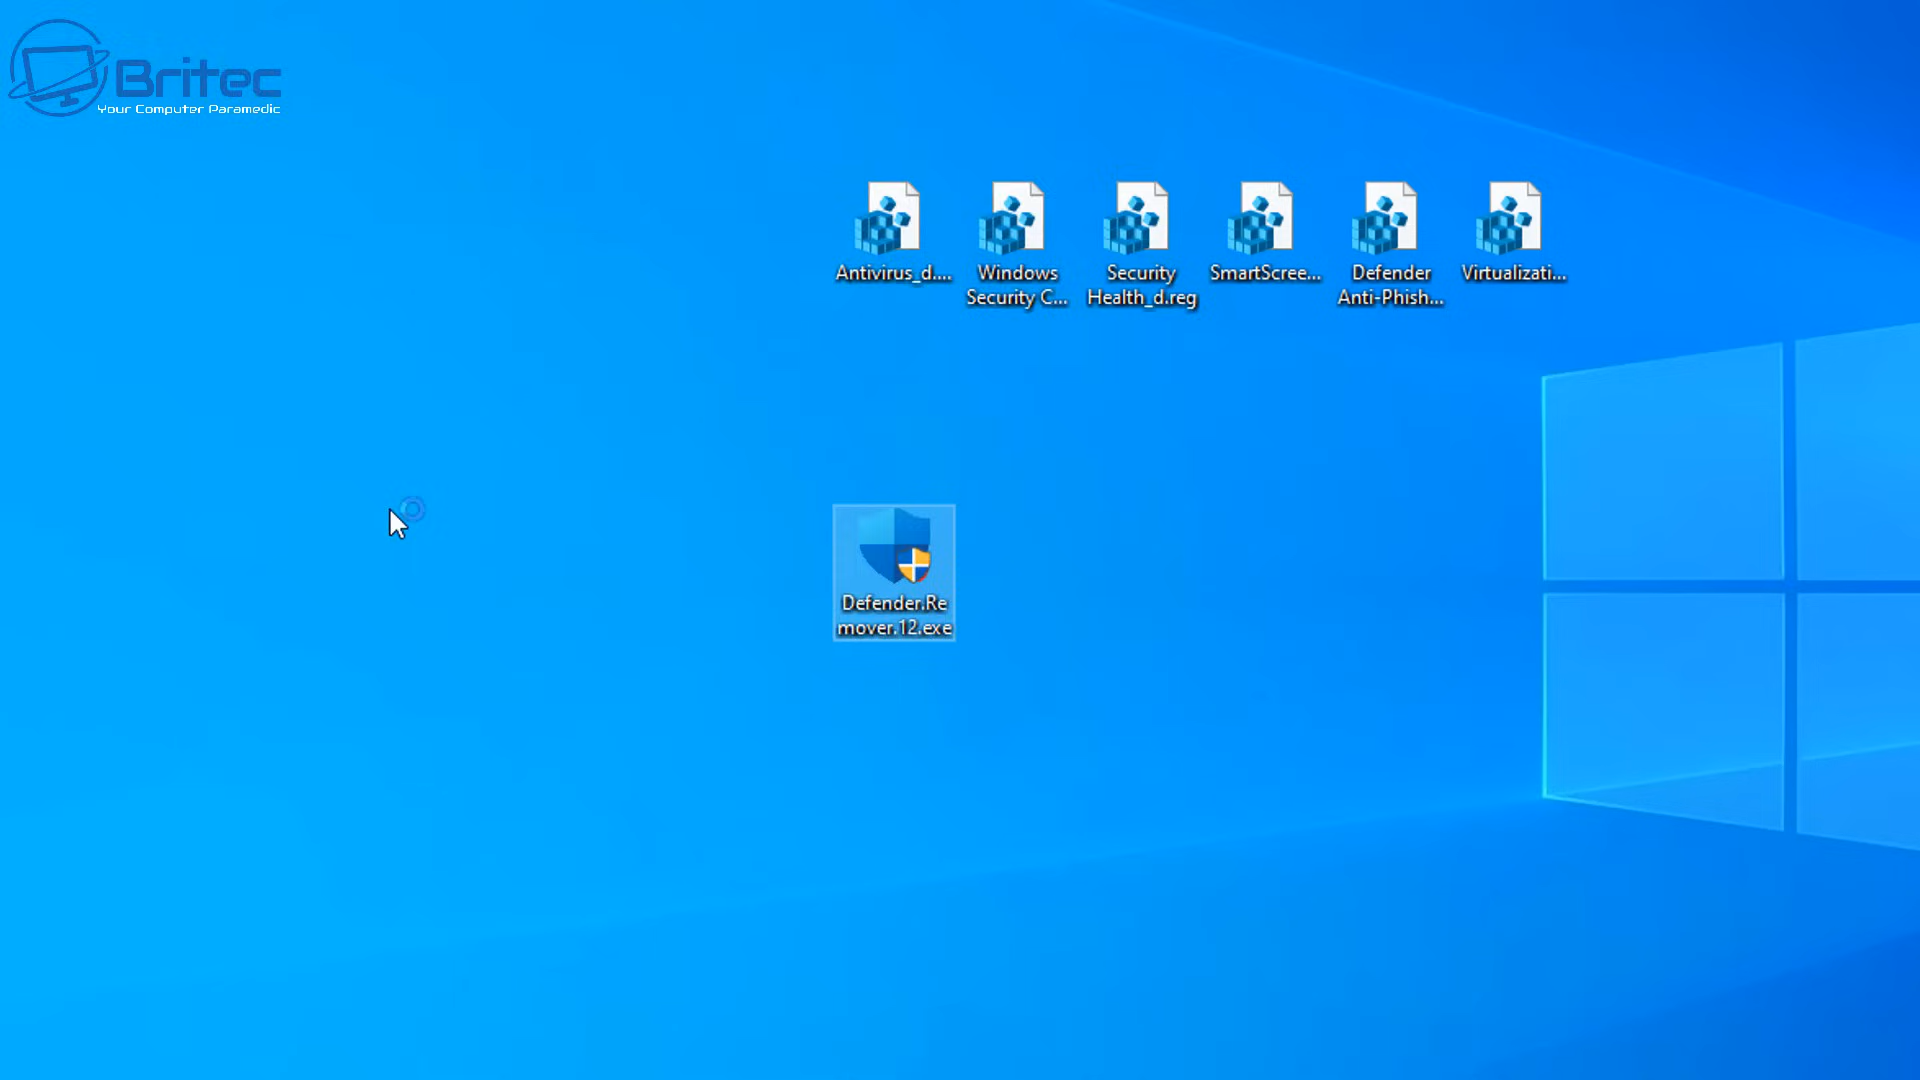 Britec
Your Computer Paramedic
Antivirus_d....
Windows
Security C...
Security
Health_d.reg
SmartScree...
Defender
Anti-Phish...
Virtualizati...
Defender.Re
mover.12.exe